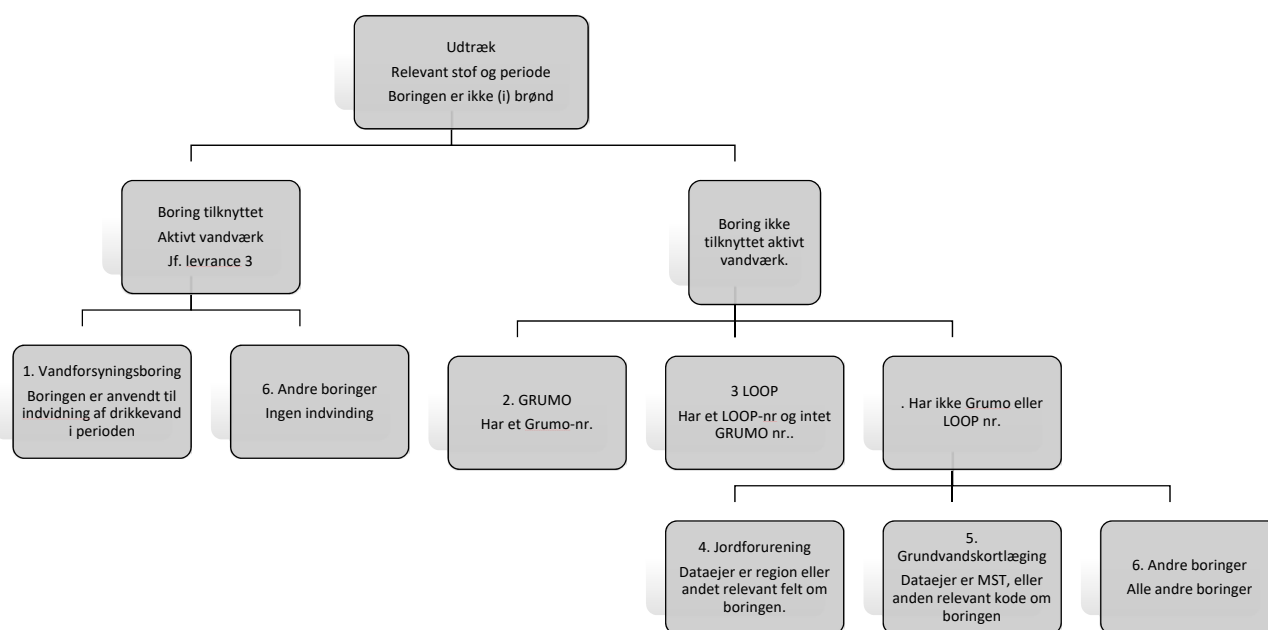 Udtræk
Relevant stof og periode
Boringen er ikke (i) brønd
Boring tilknyttet
Aktivt vandværk
Jf. levrance 3
Boring ikke
tilknyttet aktivt
vandværk.
1. Vandforsyningsboring
Boringen er anvendt til
indvidning af drikkevand
i perioden
6. Andre boringer
Ingen indvinding
2. GRUMO
Har et Grumo-nr.
3 LOOP
Har et LOOP-nr og intet
GRUMO nr..
. Har ikke Grumo eller
LOOP nr.
4. Jordforurening
Dataejer er region eller
andet relevant felt om
boringen.
5.
Grundvandskortlæging
Dataejer er MST, eller
anden relevant kode om
boringen
6. Andre boringer
Alle andre boringer